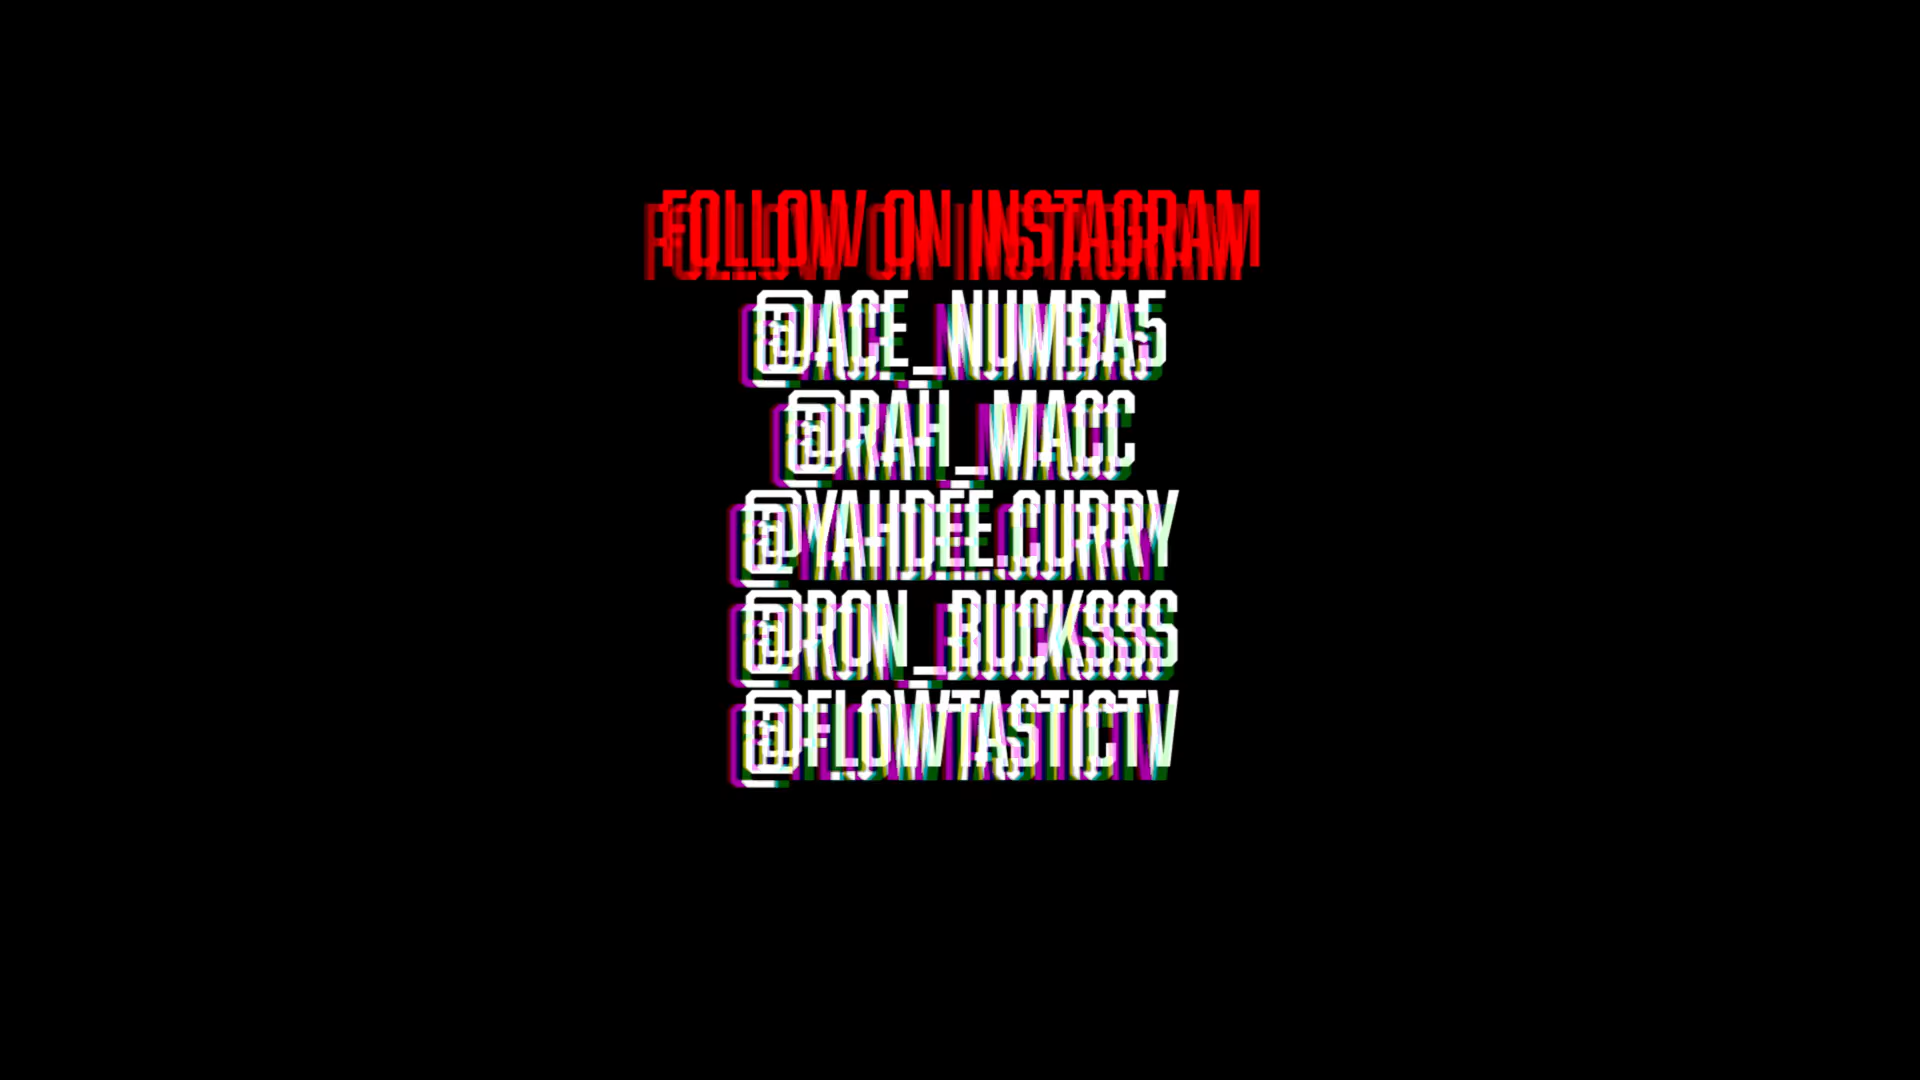 FOLLOW ON INSTAGRAM
@ACE_NUMBA5
@RAH_MACC
@YAHDEE.CURRY
@RON_BUCKSSS
@FLOWTASTICTV